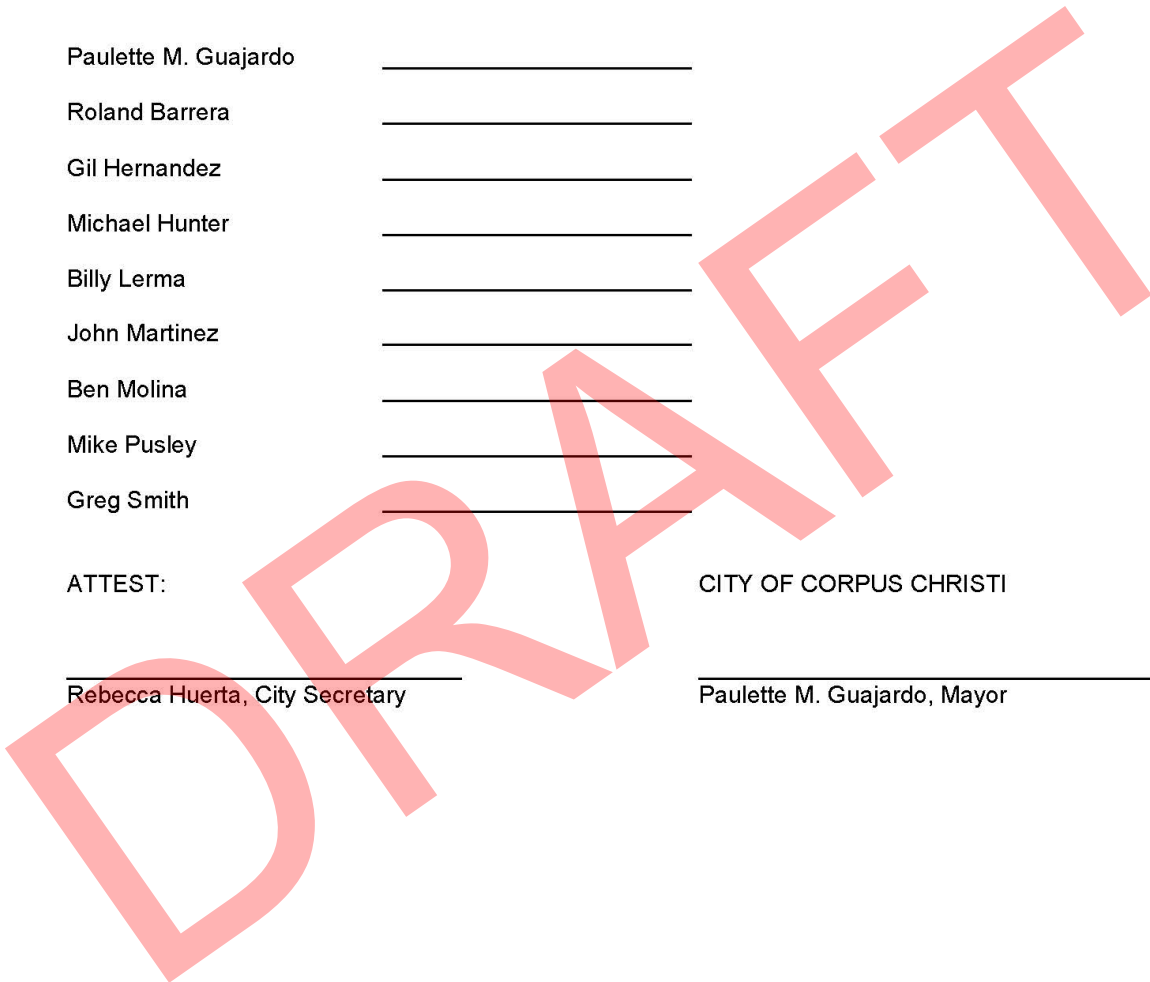 Paulette M. Guajardo
Roland Barrera
Gil Hernandez
Michael Hunter
Billy Lerma
John Martinez
Ben Molina
Mike Pusley
Greg Smith
ATTEST: CITY OF CORPUS CHRISTI
Rebecca Huerta, City Secretary Paulette M. Guajardo, Mayor
DRAFT